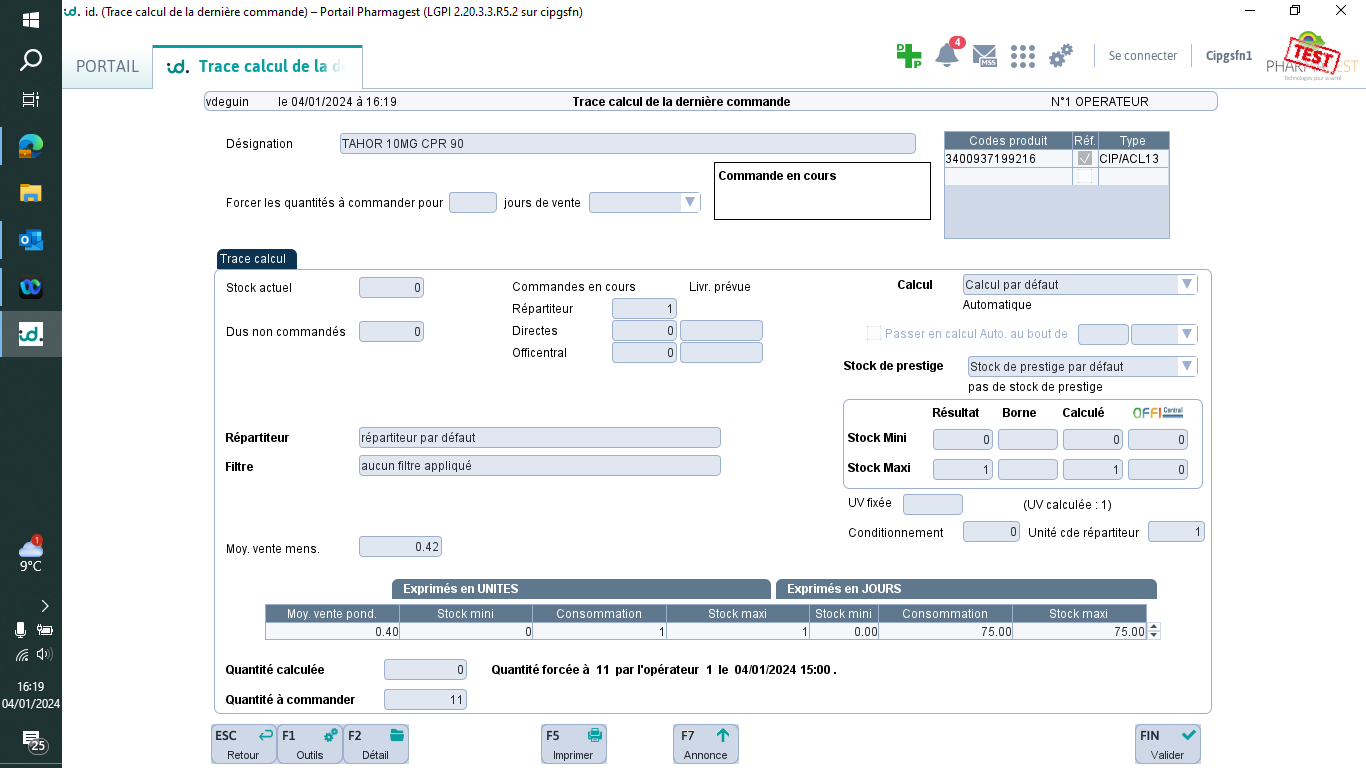 id. (Trace calcul de la dernière commande) – Portail Pharmagest (LGPI 2.20.3.3.R5.2 sur cipgsfn)
PORTAIL
id. Trace calcul de la d
4
MSS
Se connecter
Cipgsfn1
TEST
Technologies pour la santé
vdeguin le 04/01/2024 à 16:19 Trace calcul de la dernière commande N°1 OPERATEUR
Désignation TAHOR 10MG CPR 90
Codes produit Réf. Type
3400937199216 CIP/ACL13
Commande en cours
Forcer les quantités à commander pour jours de vente
Trace calcul
Stock actuel 0
Dus non commandés 0
Commandes en cours Livr. prévue
Répartiteur 1
Directes 0
Officentral 0
Calcul Calcul par défaut
Automatique
Passer en calcul Auto. au bout de
Stock de prestige Stock de prestige par défaut
pas de stock de prestige
Répartiteur répartiteur par défaut
Filtre aucun filtre appliqué
Résultat Borne Calculé OFFI Central
Stock Mini 0 0 0
Stock Maxi 1 1 0
UV fixée (UV calculée : 1)
Conditionnement 0 Unité cde répartiteur 1
Moy. vente mens. 0.42
Exprimés en UNITES Exprimés en JOURS
Moy. vente pond. Stock mini Consommation Stock maxi Stock mini Consommation Stock maxi
0.40 0 1 1 0.00 75.00 75.00
Quantité calculée 0 Quantité forcée à 11 par l'opérateur 1 le 04/01/2024 15:00 .
Quantité à commander 11
ESC Retour
F1 Outils
F2 Détail
F5 Imprimer
F7 Annonce
FIN Valider
1
9°C
16:19
04/01/2024
25